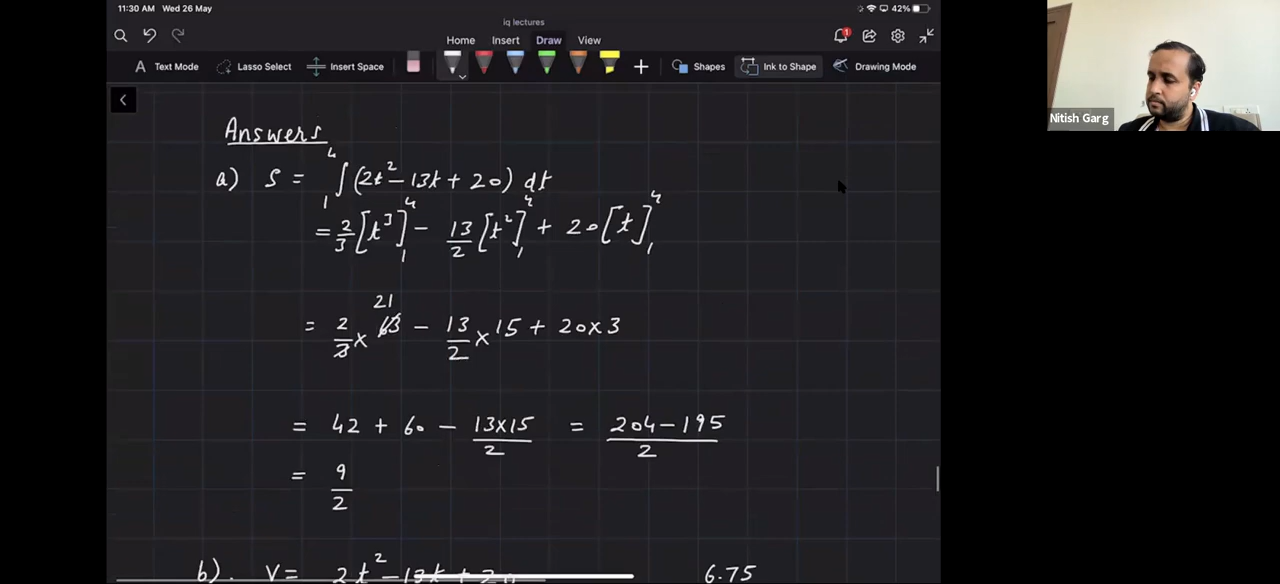 11:30 AM Wed 26 May 42%
iq lectures
Home Insert Draw View 1
Text Mode Lasso Select Insert Space Shapes Ink to Shape Drawing Mode
Nitish Garg
Answers
a) S = ∫₁⁴ (2t² - 13t + 20) dt
= 2/3 [t³]₁⁴ - 13/2 [t²]₁⁴ + 20 [t]₁⁴
21
= 2/3 × 63 - 13/2 × 15 + 20 × 3
= 42 + 60 - 13×15/2 = 204-195/2
= 9/2
b). V = 2t² - 13t + 20 6.75